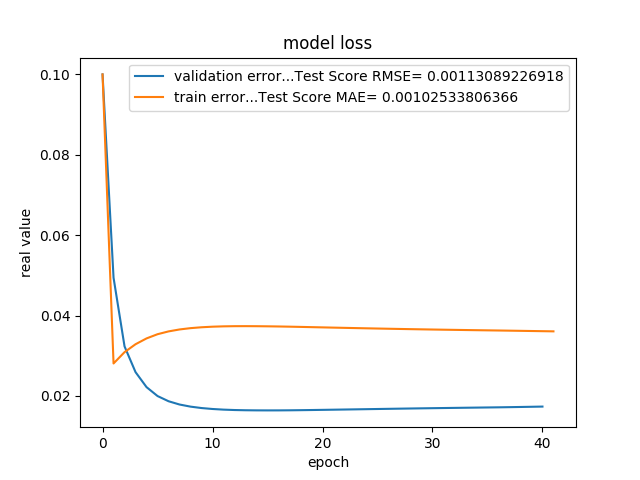 model loss
validation error...Test Score RMSE= 0.00113089226918
train error...Test Score MAE= 0.00102533806366
0.10
0.08
0.06
0.04
0.02
real value
0
10
20
30
40
epoch